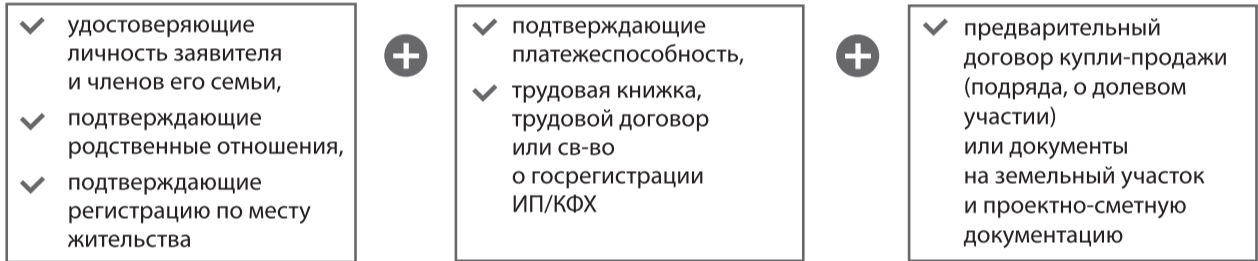 удостоверяющие
личность заявителя
и членов его семьи,
подтверждающие
родственные отношения,
подтверждающие
регистрацию по месту
жительства
подтверждающие
платежеспособность,
трудовая книжка,
трудовой договор
или св-во
о госрегистрации
ИП/КФХ
предварительный
договор купли-продажи
(подряда, о долевом
участии)
или документы
на земельный участок
и проектно-сметную
документацию